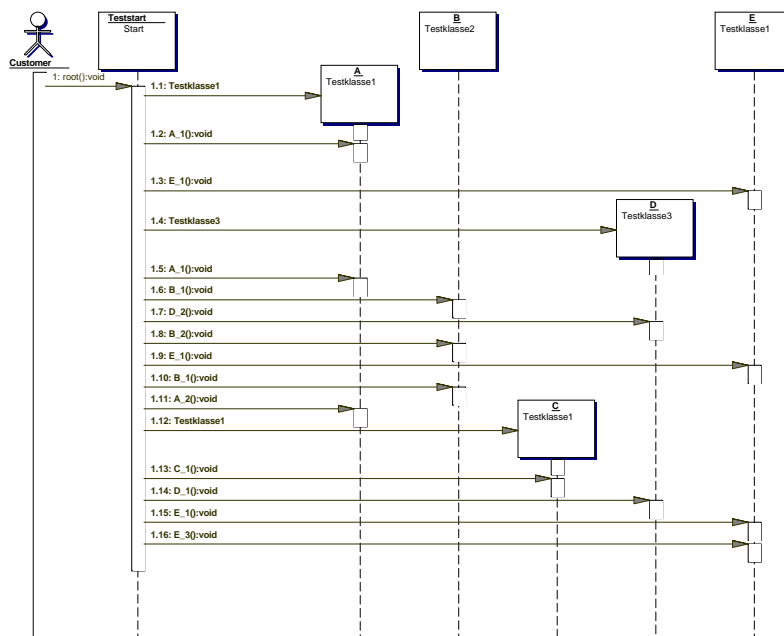 Teststart
Start
B
Testklasse2
E
Testklasse1
Customer
A
Testklasse1
1: root():void
1.1: Testklasse1
1.2: A_1():void
1.3: E_1():void
D
Testklasse3
1.4: Testklasse3
1.5: A_1():void
1.6: B_1():void
1.7: D_2():void
1.8: B_2():void
1.9: E_1():void
1.10: B_1():void
1.11: A_2():void
C
Testklasse1
1.12: Testklasse1
1.13: C_1():void
1.14: D_1():void
1.15: E_1():void
1.16: E_3():void